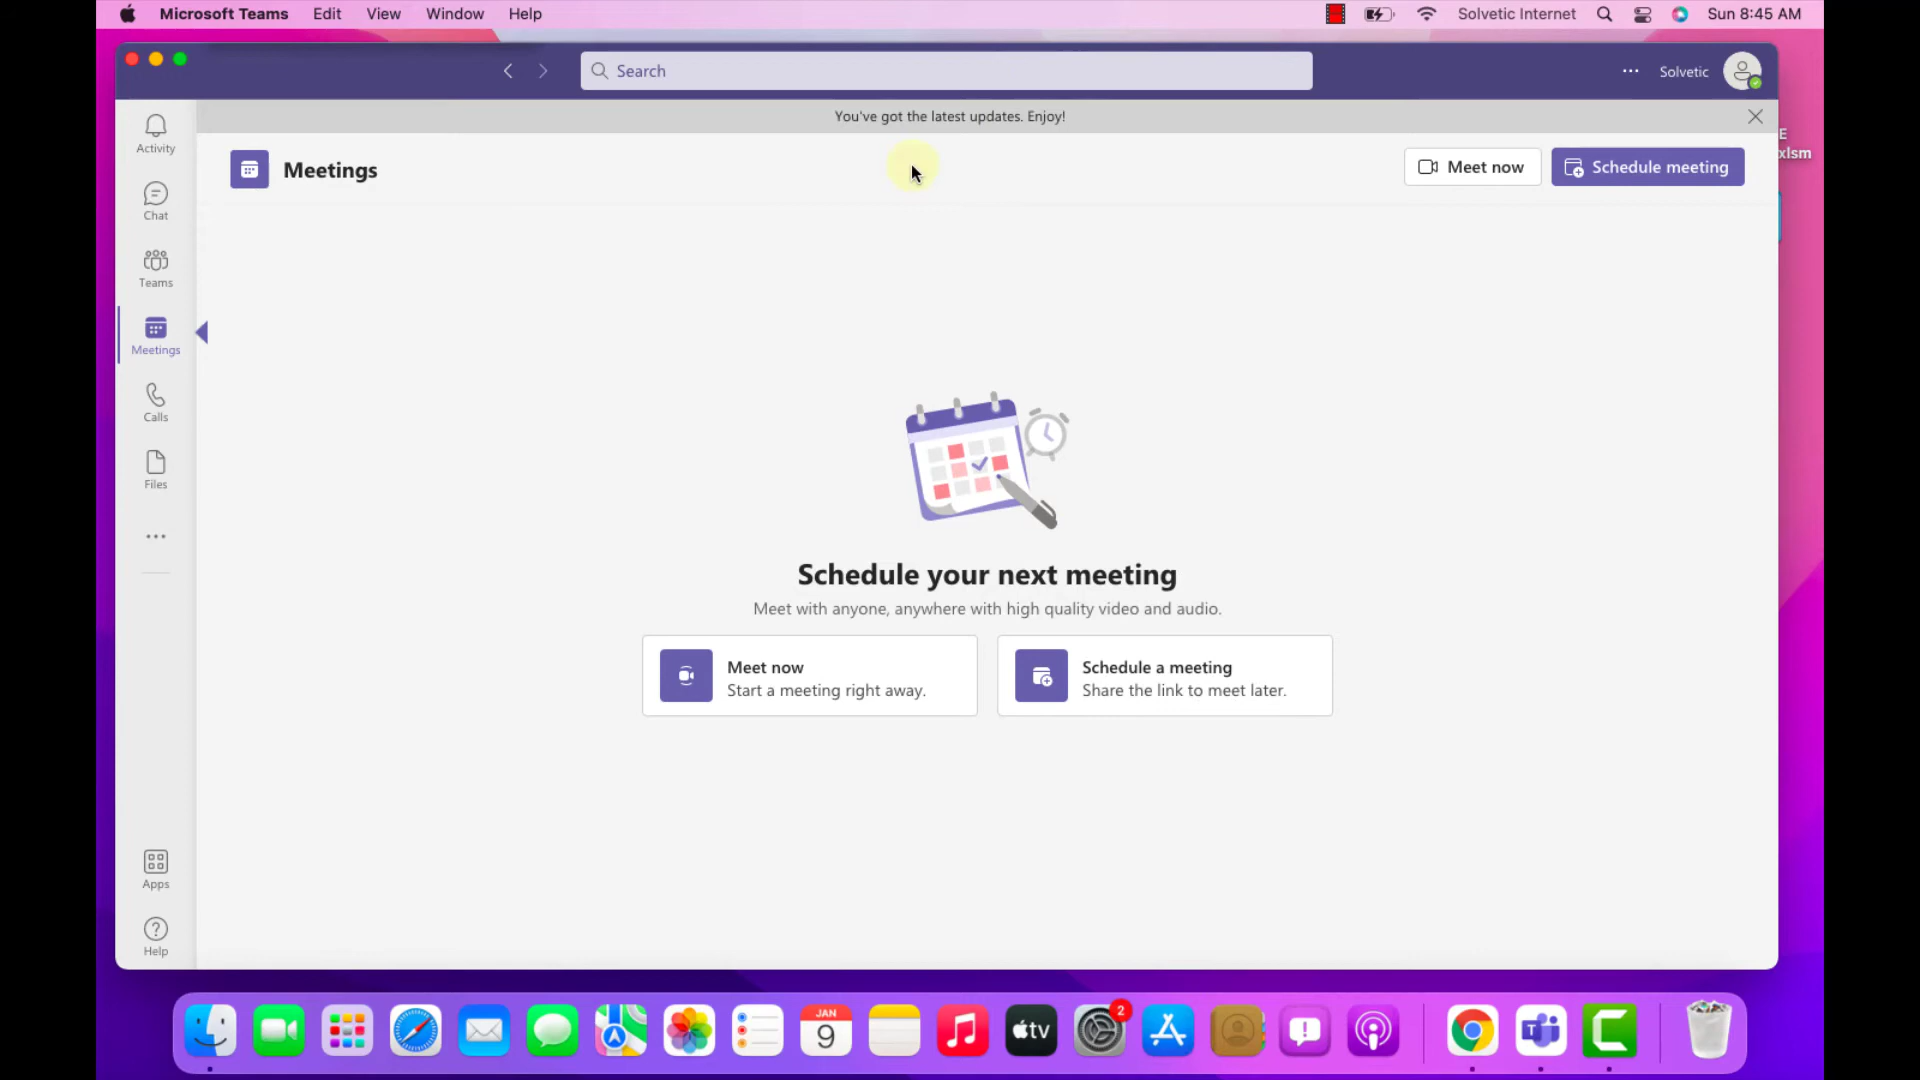 Microsoft Teams Edit View Window Help Solvetic Internet Sun 8:45 AM
Search
Solvetic
You've got the latest updates. Enjoy!
Meetings
Meet now
Schedule meeting
E
xlsm
Activity
Chat
Teams
Meetings
Calls
Files
Schedule your next meeting
Meet with anyone, anywhere with high quality video and audio.
Meet now
Start a meeting right away.
Schedule a meeting
Share the link to meet later.
Apps
Help
JAN
9
tv
2